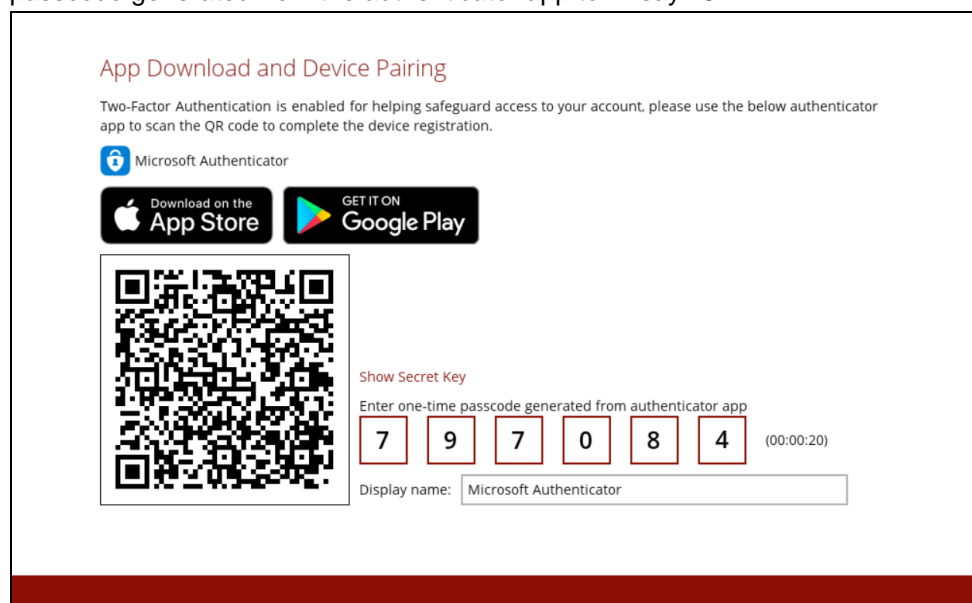 App Download and Device Pairing
Two-Factor Authentication is enabled for helping safeguard access to your account, please use the below authenticator
app to scan the QR code to complete the device registration.
Microsoft Authenticator
Download on the
App Store
GET IT ON
Google Play
Show Secret Key
Enter one-time passcode generated from authenticator app
7 9 7 0 8 4 (00:00:20)
Display name: Microsoft Authenticator